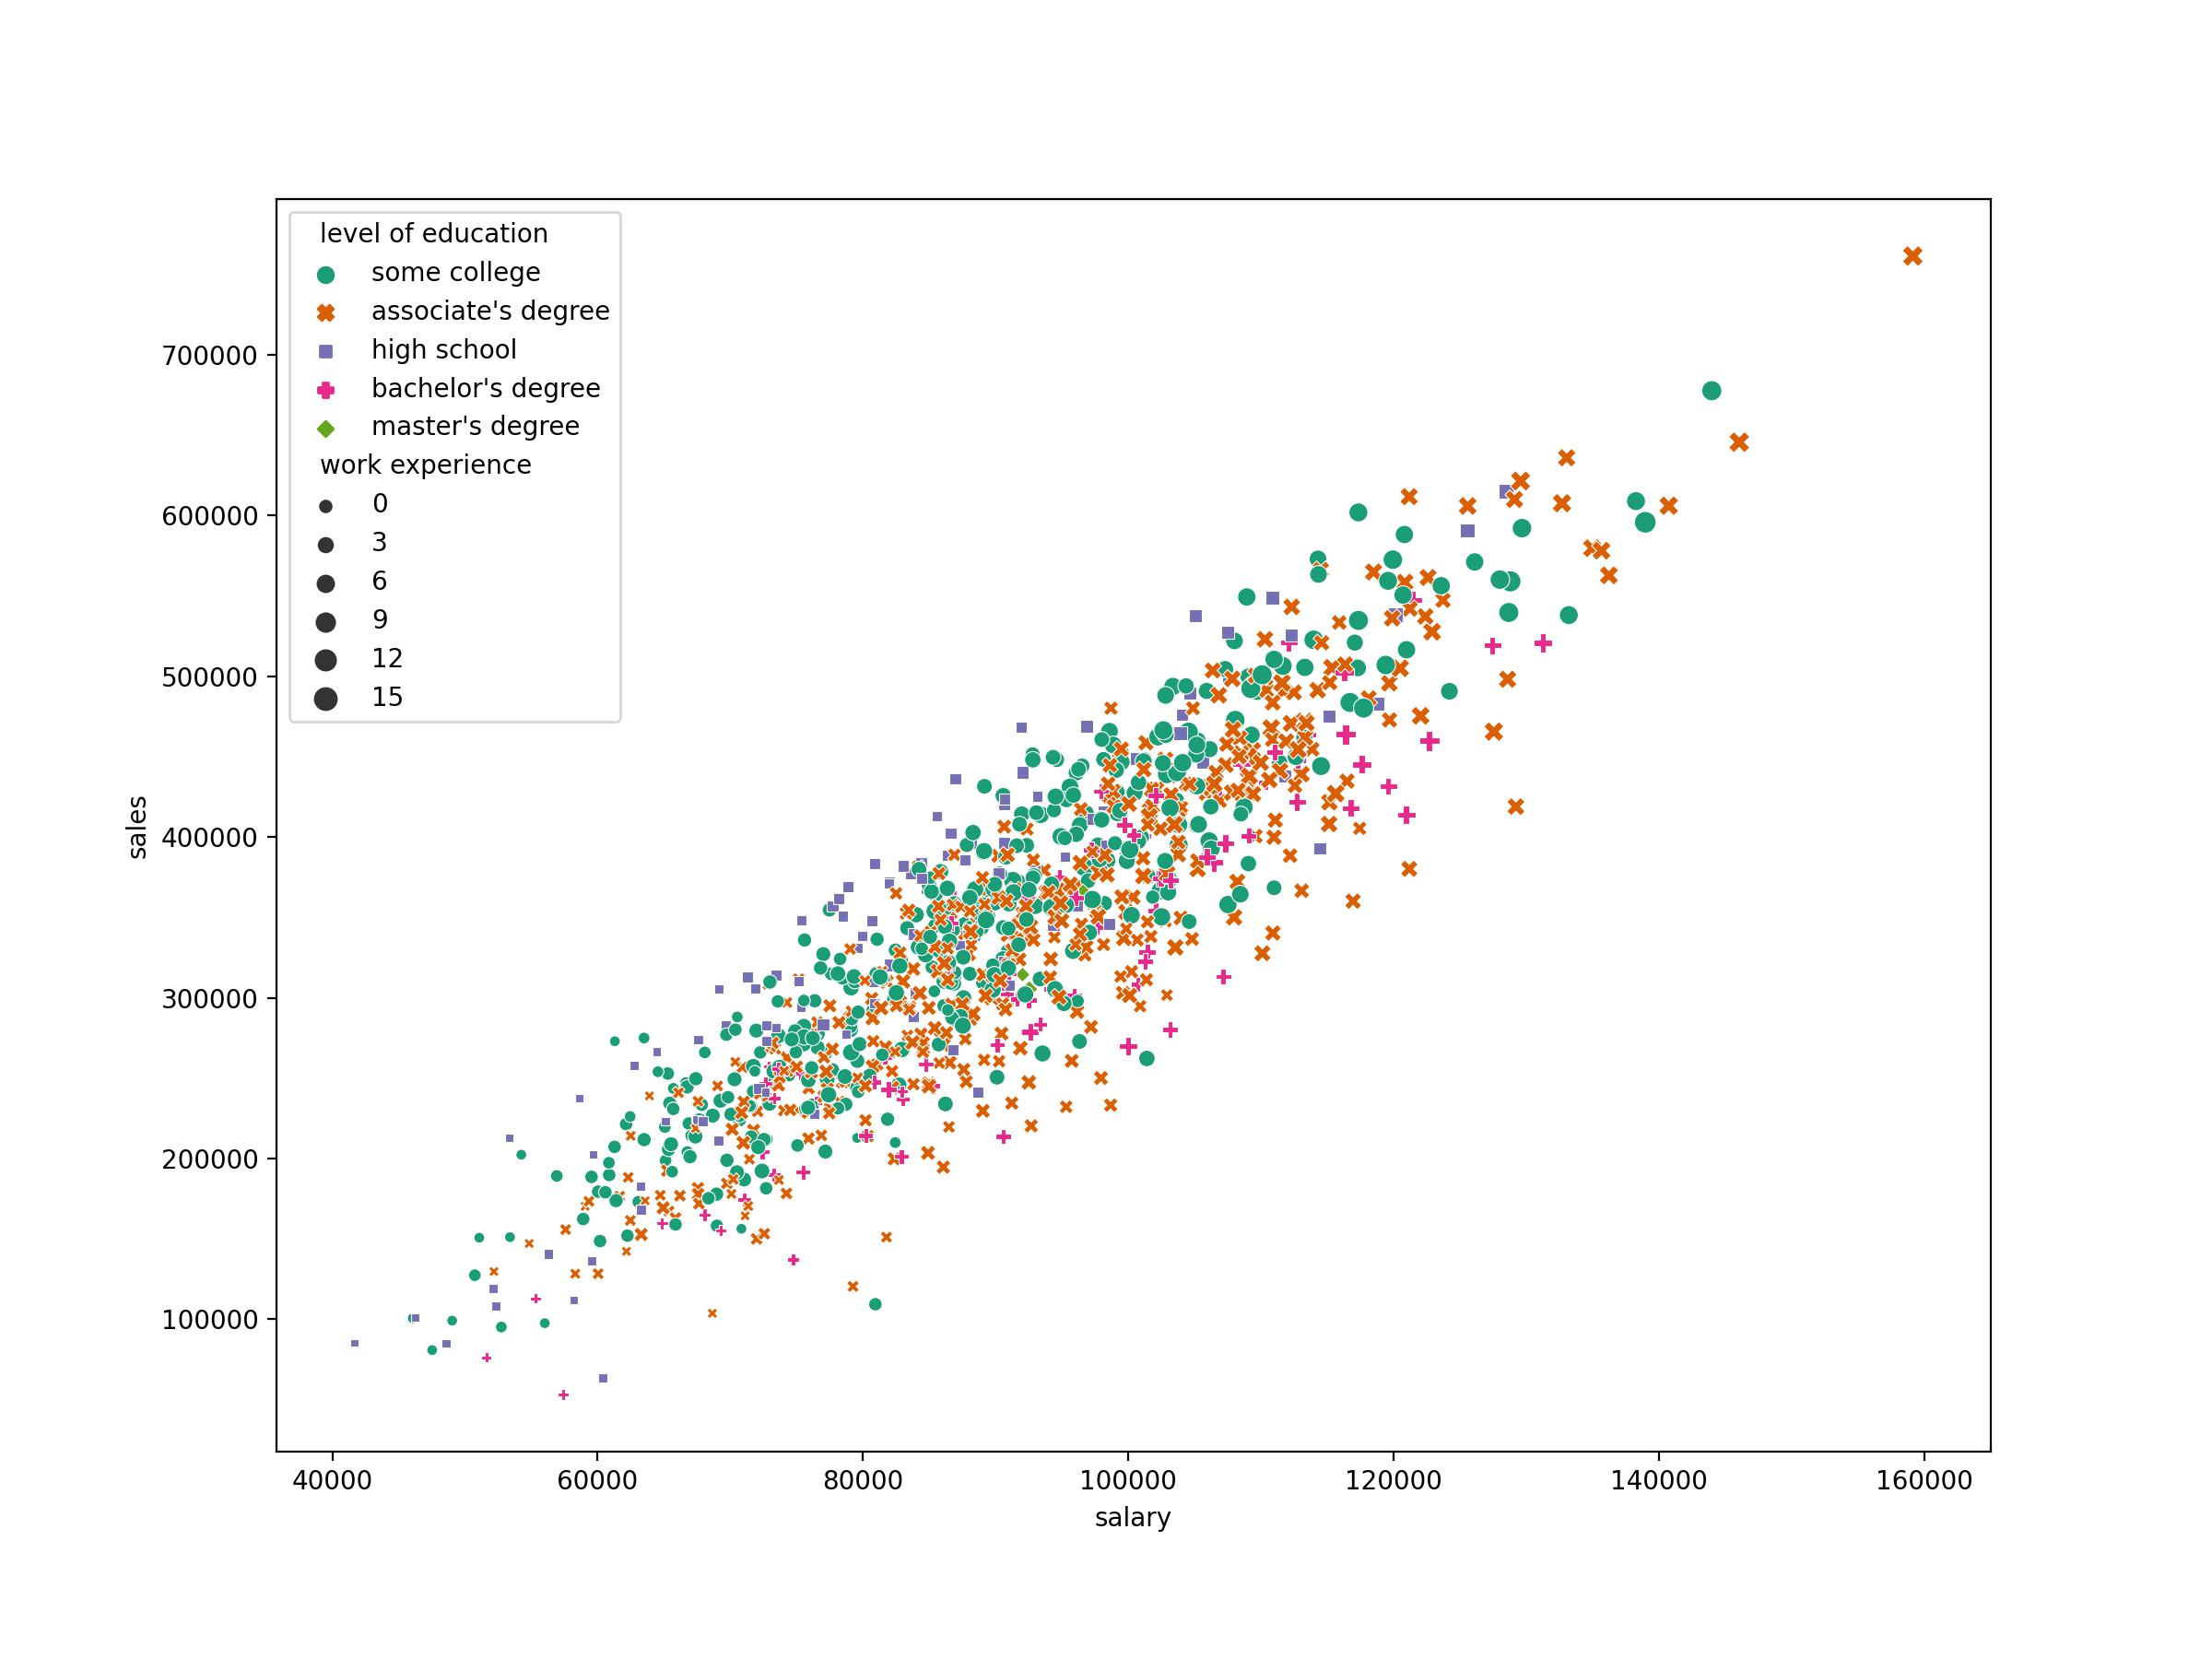 level of education
some college
associate's degree
high school
bachelor's degree
master's degree
work experience
0
3
6
9
12
15
700000
600000
500000
400000
300000
200000
100000
sales
40000 60000 80000 100000 120000 140000 160000
salary